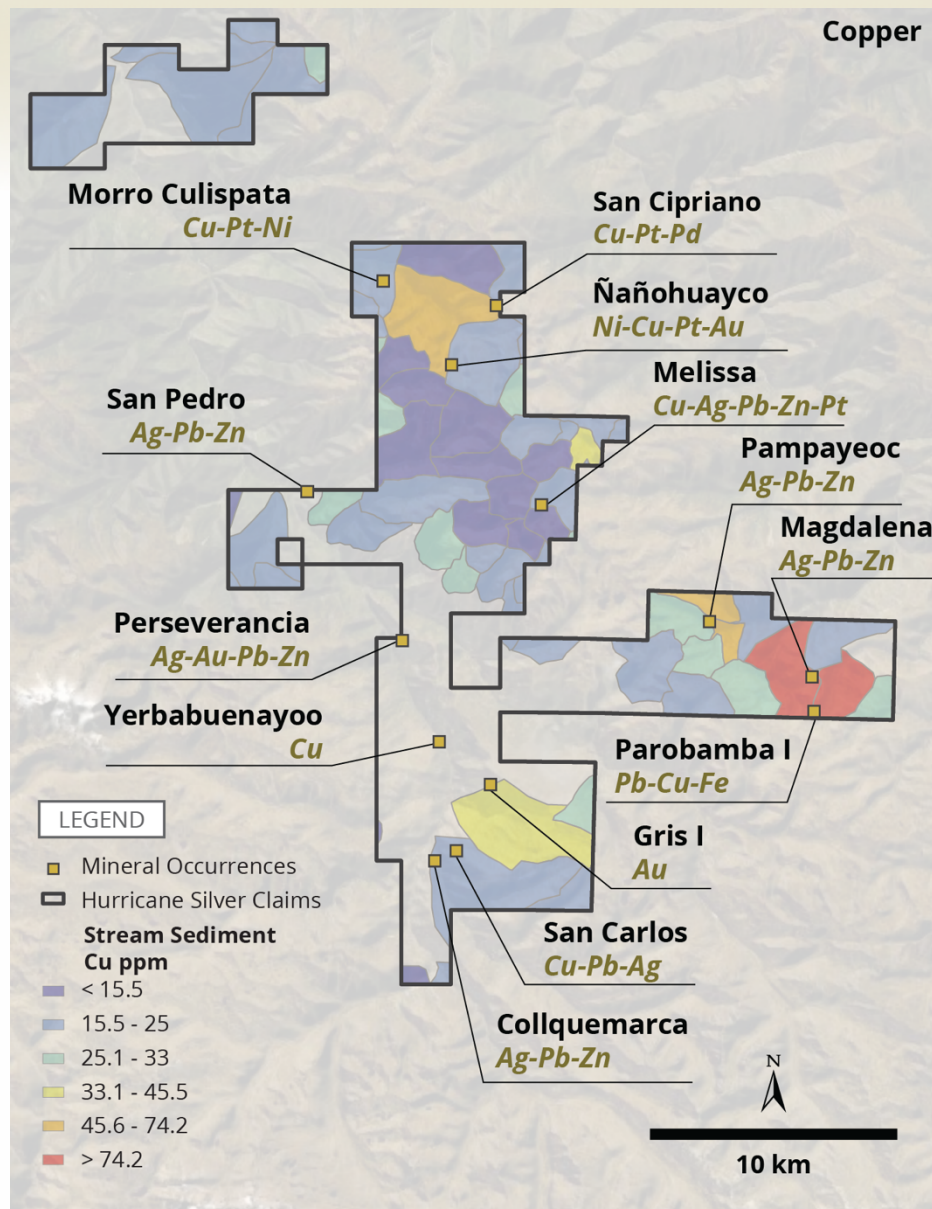 Copper
Morro Culispata
Cu-Pt-Ni
San Cipriano
Cu-Pt-Pd
Ñañohuayco
Ni-Cu-Pt-Au
Melissa
Cu-Ag-Pb-Zn-Pt
San Pedro
Ag-Pb-Zn
Pampayeoc
Ag-Pb-Zn
Magdalena
Ag-Pb-Zn
Perseverancia
Ag-Au-Pb-Zn
Yerbabuenayoo
Cu
Parobamba I
Pb-Cu-Fe
Gris I
Au
San Carlos
Cu-Pb-Ag
Collquemarca
Ag-Pb-Zn
LEGEND
Mineral Occurrences
Hurricane Silver Claims
Stream Sediment
Cu ppm
< 15.5
15.5 - 25
25.1 - 33
33.1 - 45.5
45.6 - 74.2
> 74.2
N
10 km